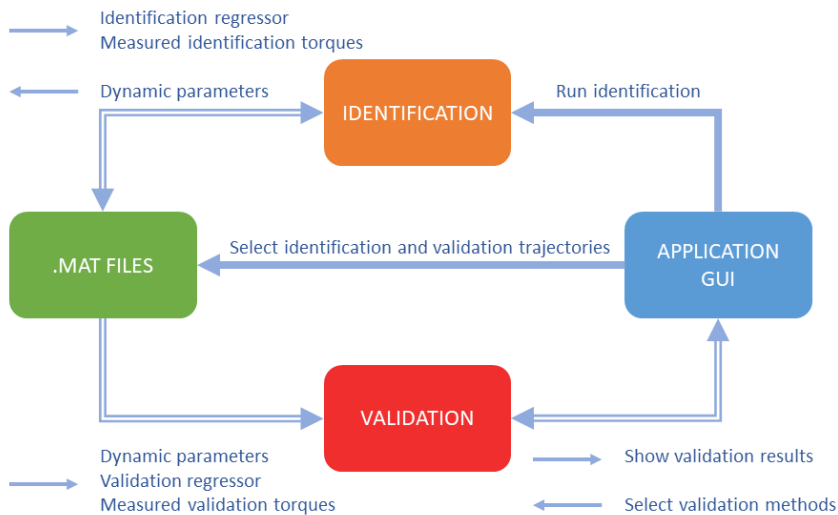 Identification regressor
Measured identification torques
Dynamic parameters
Run identification
IDENTIFICATION
Select identification and validation trajectories
.MAT FILES
APPLICATION
GUI
VALIDATION
Dynamic parameters
Validation regressor
Measured validation torques
Show validation results
Select validation methods